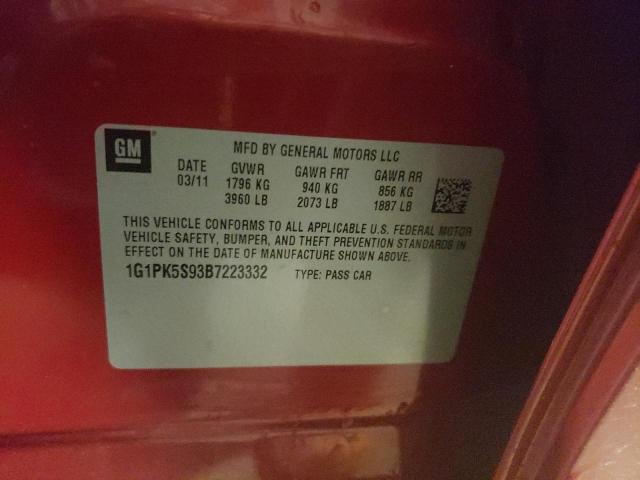 GM
MFD BY GENERAL MOTORS LLC
DATE GVWR GAWR FRT GAWR RR
03/11 1796 KG 940 KG 856 KG
3960 LB 2073 LB 1887 LB
THIS VEHICLE CONFORMS TO ALL APPLICABLE U.S. FEDERAL MOTOR
VEHICLE SAFETY, BUMPER, AND THEFT PREVENTION STANDARDS IN
EFFECT ON THE DATE OF MANUFACTURE SHOWN ABOVE.
1G1PK5S93B7223332 TYPE: PASS CAR